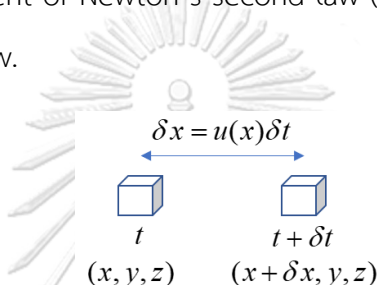 ent of Newton's second law (
w.
δx = u(x)δt
t t + δt
(x, y, z) (x + δx, y, z)